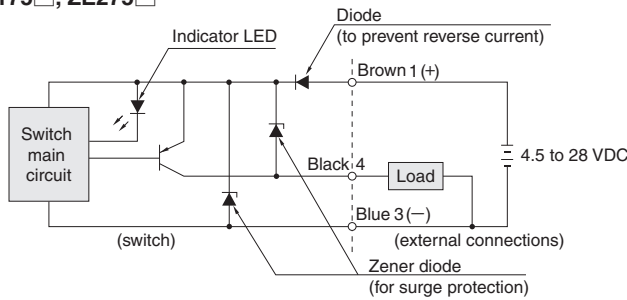 Diode
(to prevent reverse current)
Indicator LED
Brown 1 (+)
Switch
main
circuit
4.5 to 28 VDC
Black 4
Load
Blue 3 (—)
(switch)
(external connections)
Zener diode
(for surge protection)